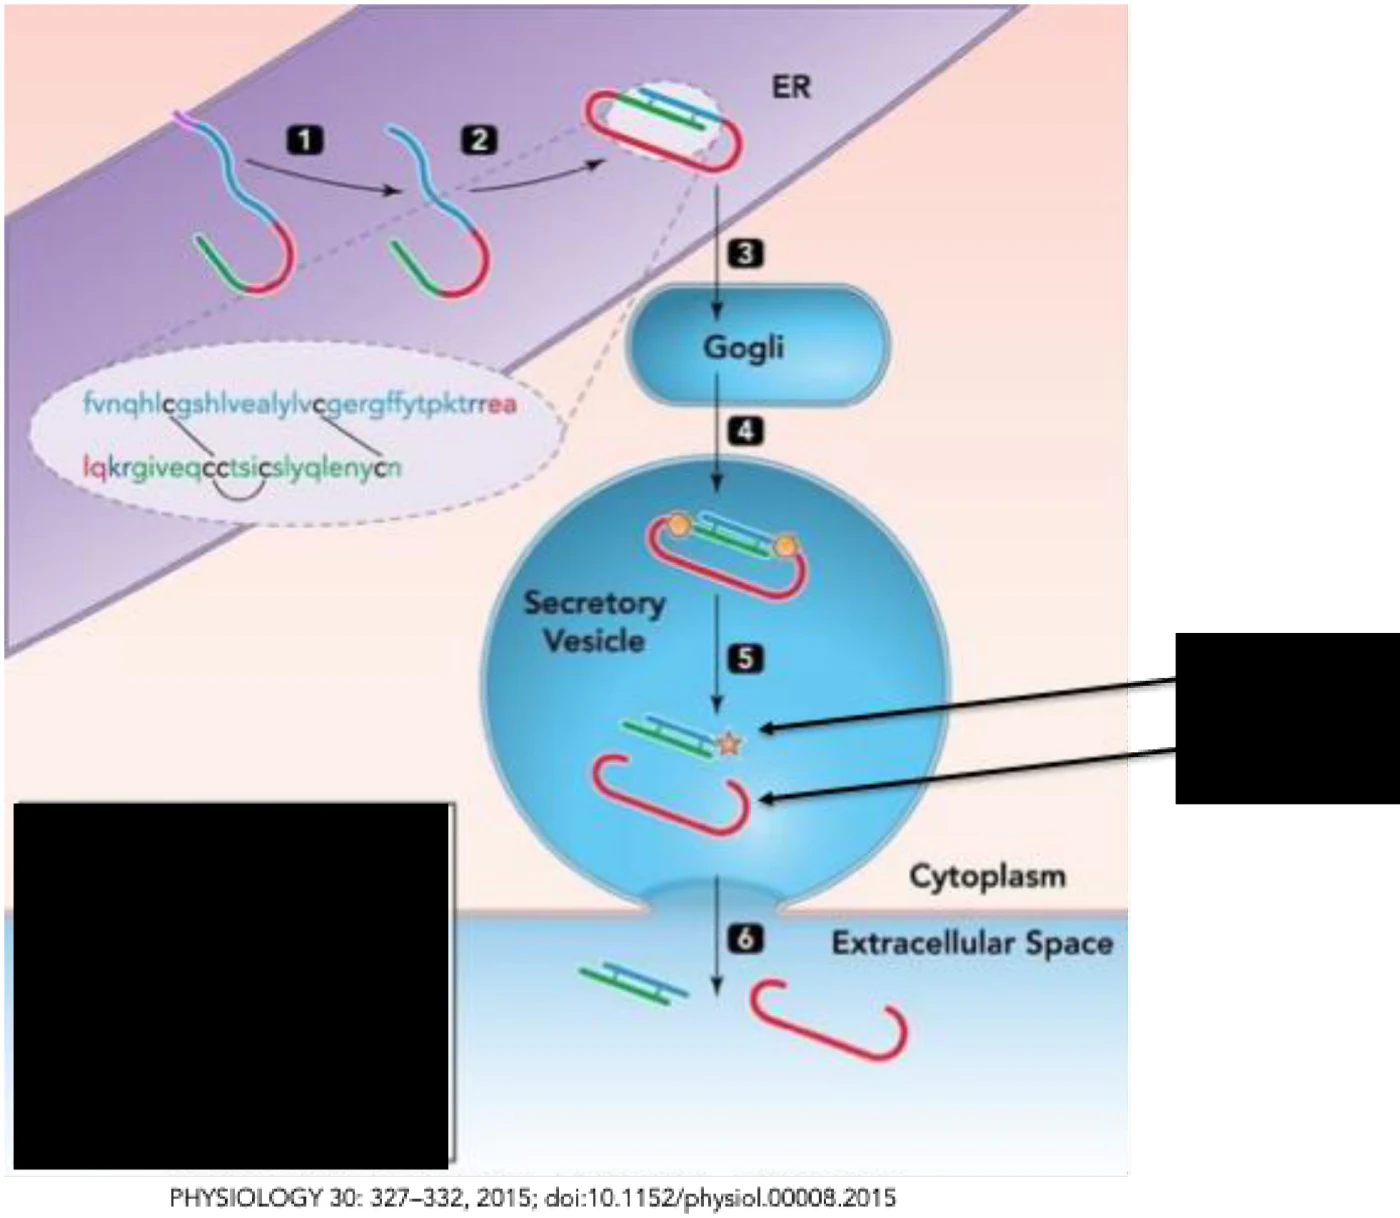 ER
1
2
3
Gogli
fvnqhlcgshlvealylvcgergffytpktrrea
lqkrgiveqcctsicslyqlenycn
4
Secretory
Vesicle
5
Cytoplasm
6
Extracellular Space
PHYSIOLOGY 30: 327–332, 2015; doi:10.1152/physiol.00008.2015